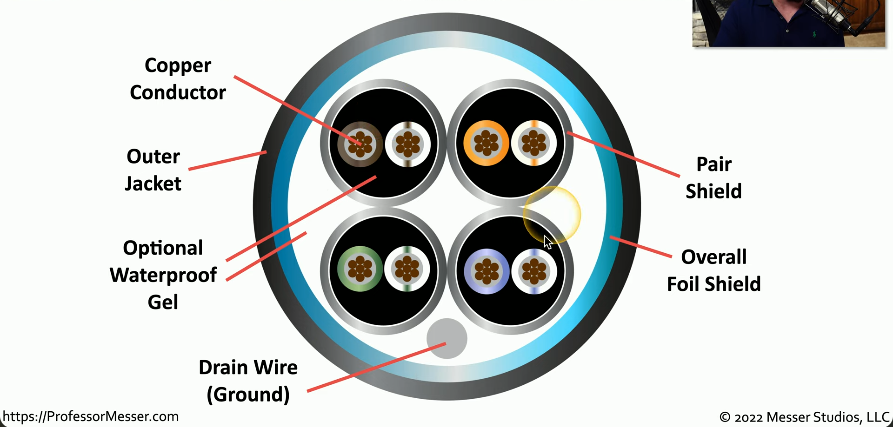 Copper
Conductor
Outer
Jacket
Optional
Waterproof
Gel
Drain Wire
(Ground)
Pair
Shield
Overall
Foil Shield
https://ProfessorMesser.com
© 2022 Messer Studios, LLC